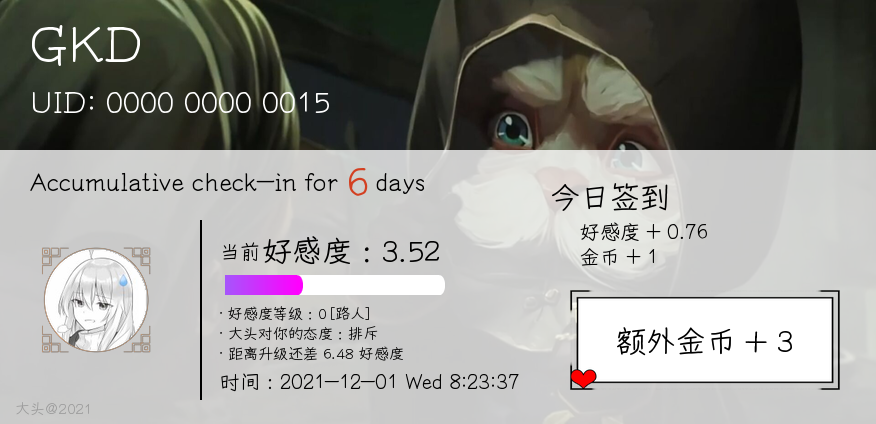 GKD
UID: 0000 0000 0015
Accumulative check-in for 6 days
当前好感度：3.52
· 好感度等级：0[路人]
· 大头对你的态度：排斥
· 距离升级还差 6.48 好感度
时间：2021-12-01 Wed 8:23:37
今日签到
好感度 + 0.76
金币 + 1
额外金币 + 3
大头@2021